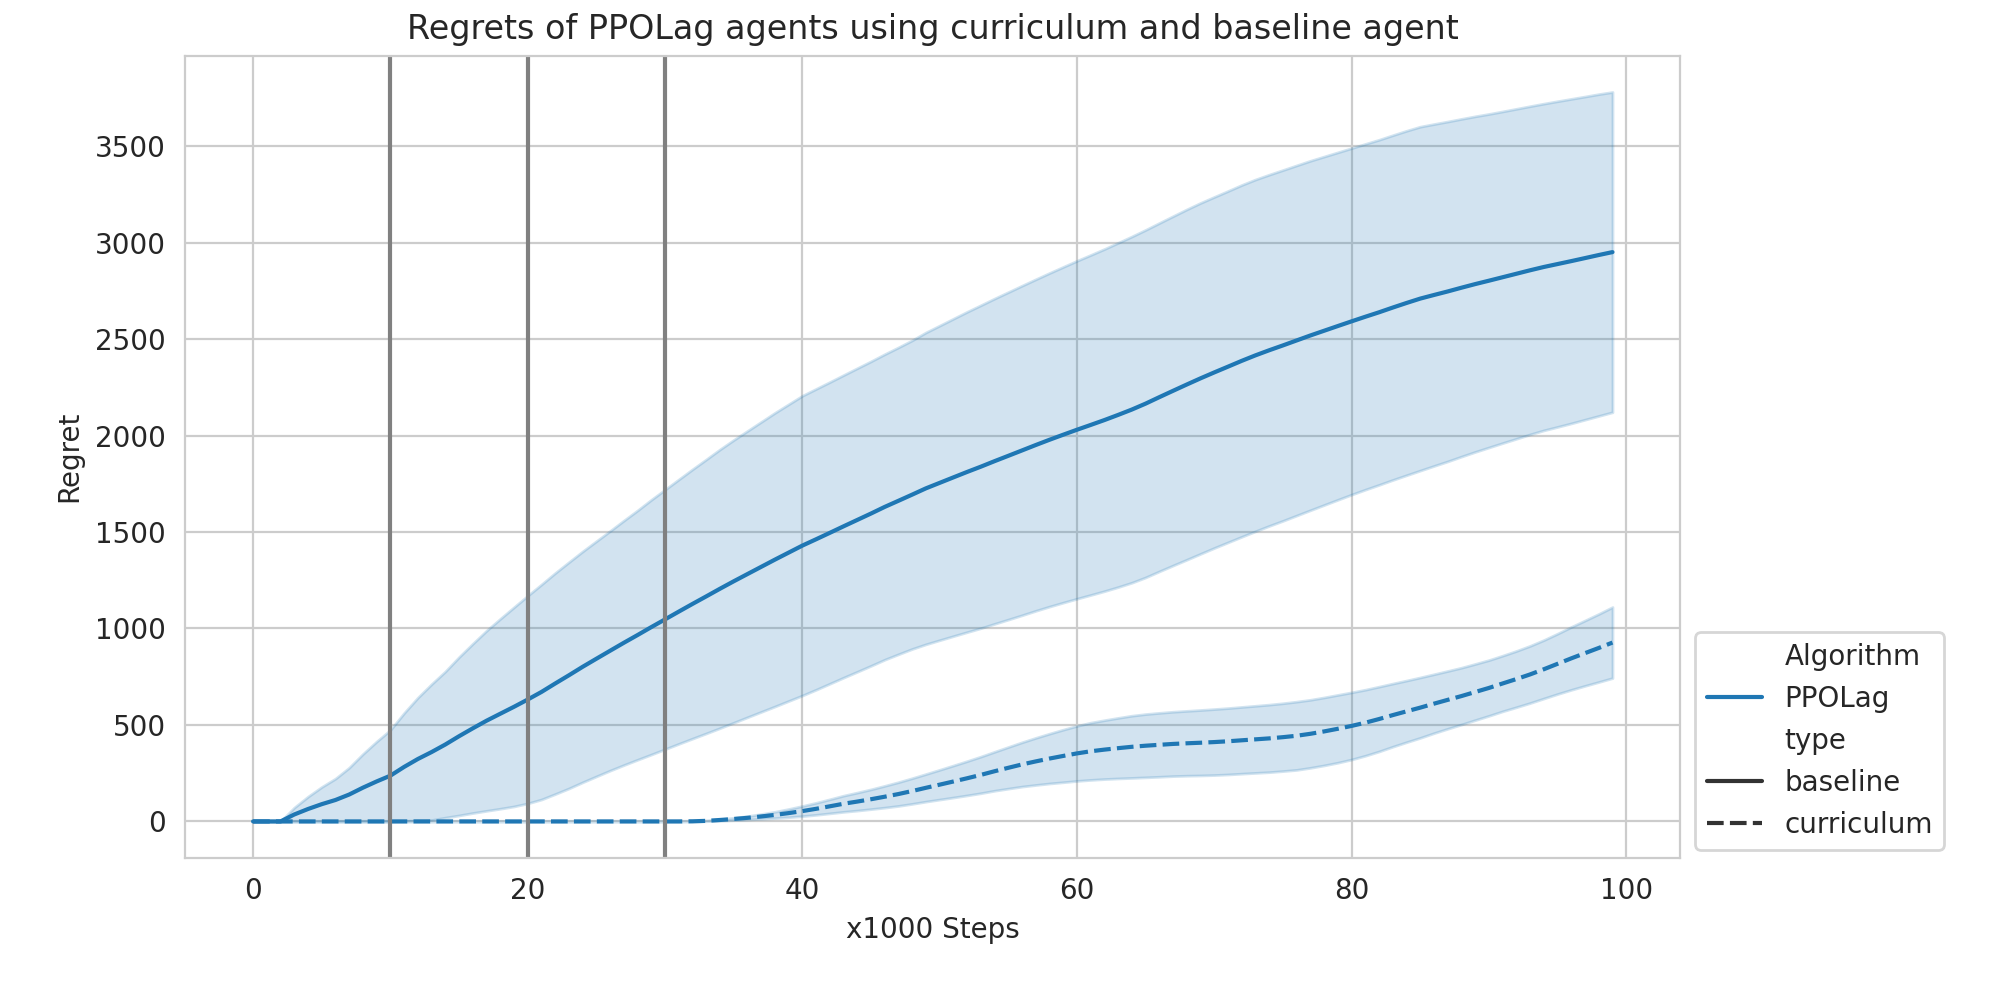 Regrets of PPOLag agents using curriculum and baseline agent
3500
3000
2500
2000
1500
1000
500
0
Regret
0 20 40 60 80 100
x1000 Steps
Algorithm
PPOLag
type
baseline
curriculum